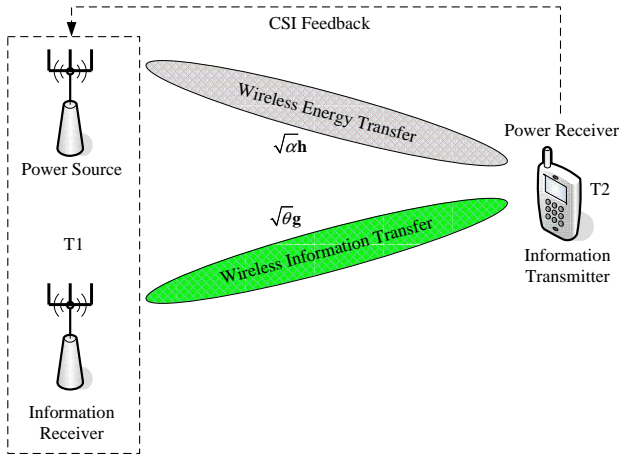 CSI Feedback
Wireless Energy Transfer
√αh
Power Receiver
Power Source
T2
√θg
T1
Wireless Information Transfer
Information
Transmitter
Information
Receiver